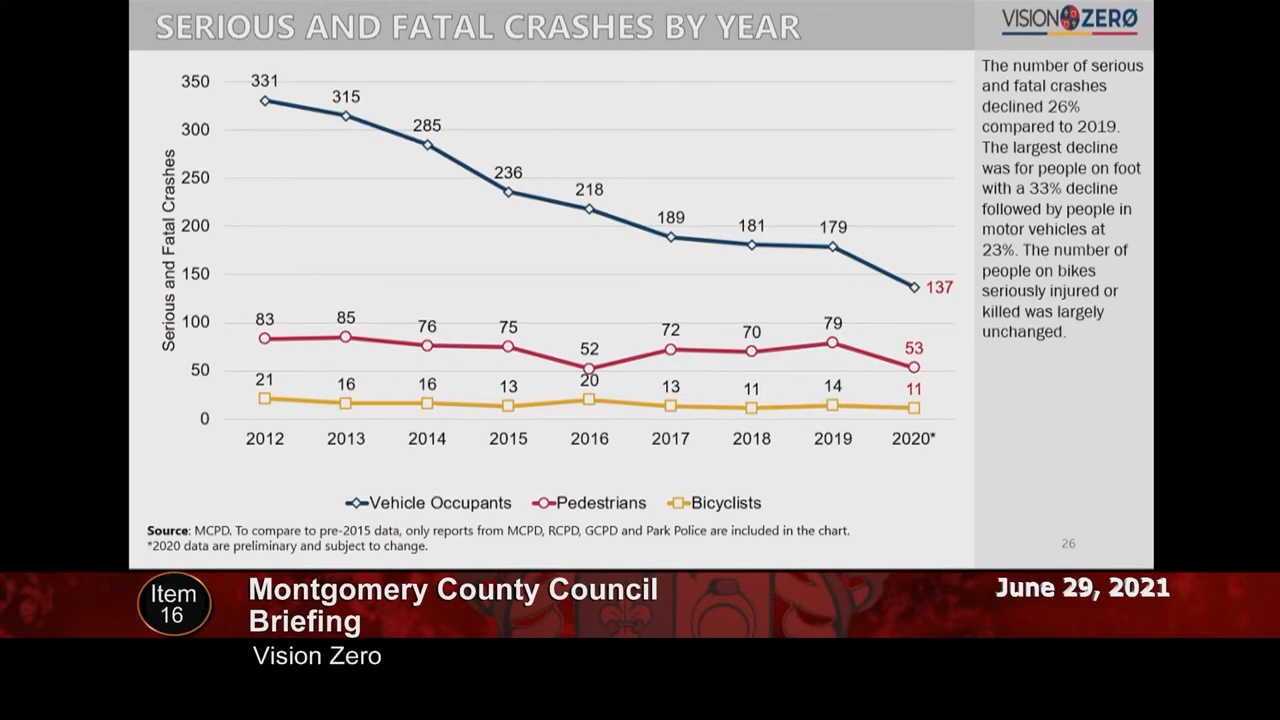 SERIOUS AND FATAL CRASHES BY YEAR
VISION ZERO
The number of serious
and fatal crashes
declined 26%
compared to 2019.
The largest decline
was for people on foot
with a 33% decline
followed by people in
motor vehicles at
23%. The number of
people on bikes
seriously injured or
killed was largely
unchanged.
Serious and Fatal Crashes
350
300
250
200
150
100
50
0
331
315
285
236
218
189
181
179
137
83
85
76
75
52
72
70
79
53
21
16
16
13
20
13
11
14
11
2012 2013 2014 2015 2016 2017 2018 2019 2020*
Vehicle Occupants Pedestrians Bicyclists
Source: MCPD. To compare to pre-2015 data, only reports from MCPD, RCPD, GCPD and Park Police are included in the chart.
*2020 data are preliminary and subject to change.
26
Item
16
Montgomery County Council
Briefing
Vision Zero
June 29, 2021